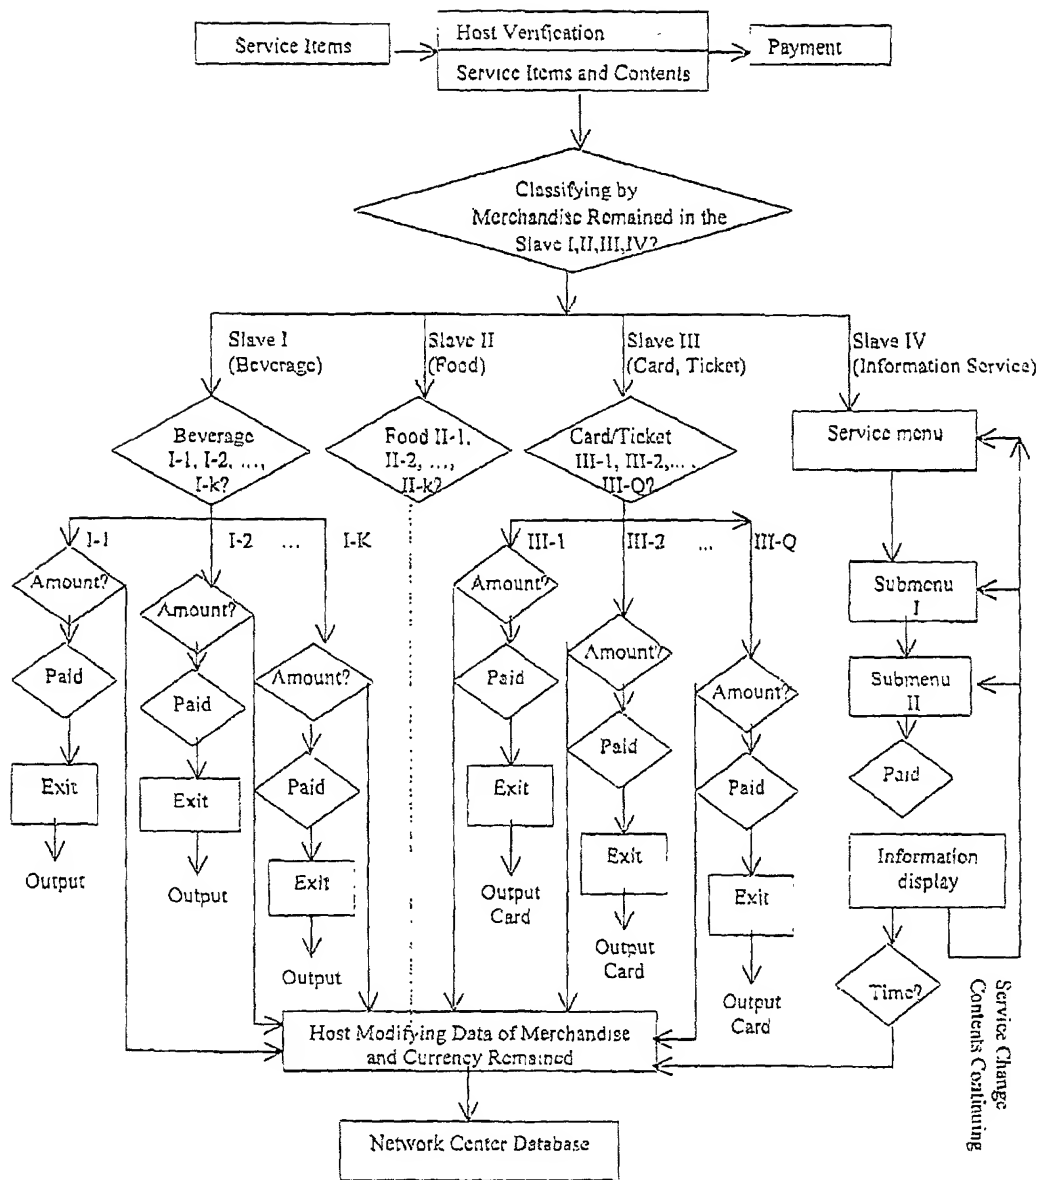 Service Items
Host Verification
Service Items and Contents
Payment
Classifying by
Merchandise Remained in the
Slave I,II,III,IV?
Slave I
(Beverage)
Slave II
(Food)
Slave III
(Card, Ticket)
Slave IV
(Information Service)
Beverage
I-1, I-2, ...,
I-k?
Food II-1,
II-2, ...,
II-k?
Card/Ticket
III-1, III-2,...,
III-Q?
Service menu
I-1
I-2
...
I-K
III-1
III-2
...
III-Q
Amount?
Paid
Exit
Output
Amount?
Paid
Exit
Output
Amount?
Paid
Exit
Output
Amount?
Paid
Exit
Output
Card
Amount?
Paid
Exit
Output
Card
Amount?
Paid
Exit
Output
Card
Submenu
I
Submenu
II
Paid
Information
display
Time?
Service Change
Contents Continuing
Host Modifying Data of Merchandise
and Currency Remained
Network Center Database